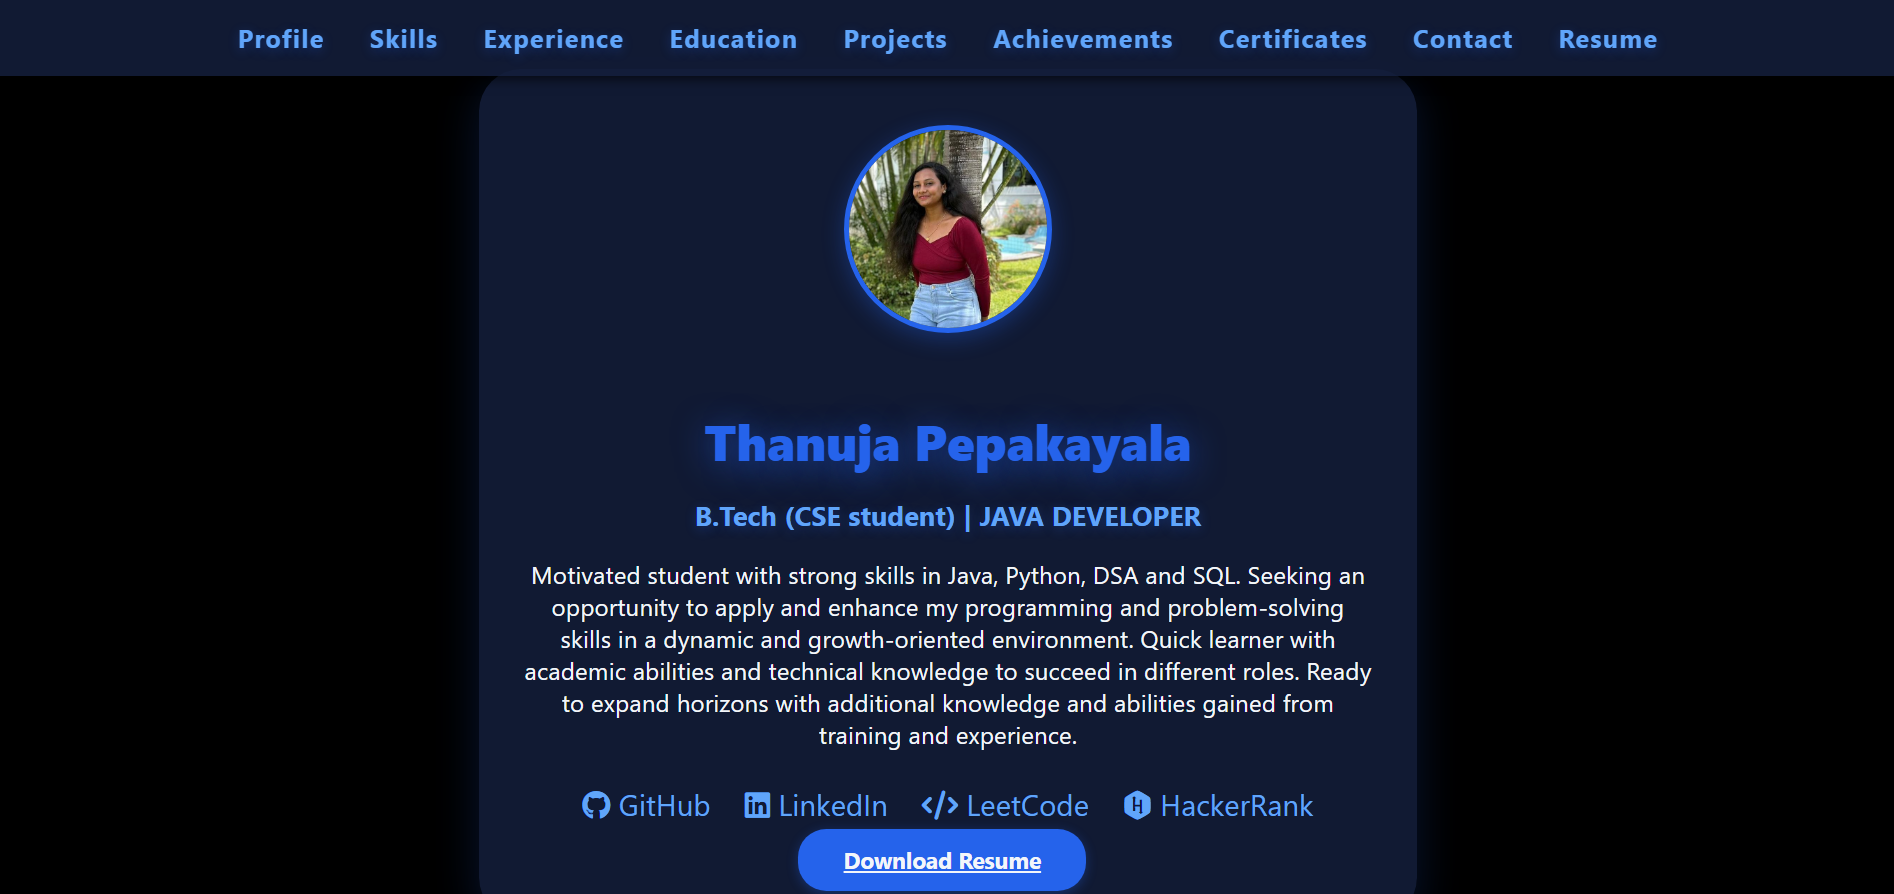 Profile Skills Experience Education Projects Achievements Certificates Contact Resume
Thanuja Pepakayala
B.Tech (CSE student) | JAVA DEVELOPER
Motivated student with strong skills in Java, Python, DSA and SQL. Seeking an
opportunity to apply and enhance my programming and problem-solving
skills in a dynamic and growth-oriented environment. Quick learner with
academic abilities and technical knowledge to succeed in different roles. Ready
to expand horizons with additional knowledge and abilities gained from
training and experience.
GitHub LinkedIn LeetCode HackerRank
Download Resume